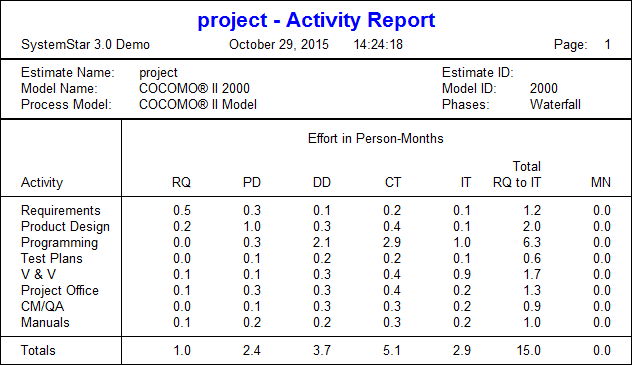 project - Activity Report
SystemStar 3.0 Demo October 29, 2015 14:24:18 Page: 1
Estimate Name: project Estimate ID:
Model Name: COCOMO® II 2000 Model ID: 2000
Process Model: COCOMO® II Model Phases: Waterfall
Effort in Person-Months
Total
Activity RQ PD DD CT IT RQ to IT MN
Requirements 0.5 0.3 0.1 0.2 0.1 1.2 0.0
Product Design 0.2 1.0 0.3 0.4 0.1 2.0 0.0
Programming 0.0 0.3 2.1 2.9 1.0 6.3 0.0
Test Plans 0.0 0.1 0.2 0.2 0.1 0.6 0.0
V & V 0.1 0.1 0.3 0.4 0.9 1.7 0.0
Project Office 0.1 0.3 0.3 0.4 0.2 1.3 0.0
CM/QA 0.0 0.1 0.3 0.3 0.2 0.9 0.0
Manuals 0.1 0.2 0.2 0.3 0.2 1.0 0.0
Totals 1.0 2.4 3.7 5.1 2.9 15.0 0.0